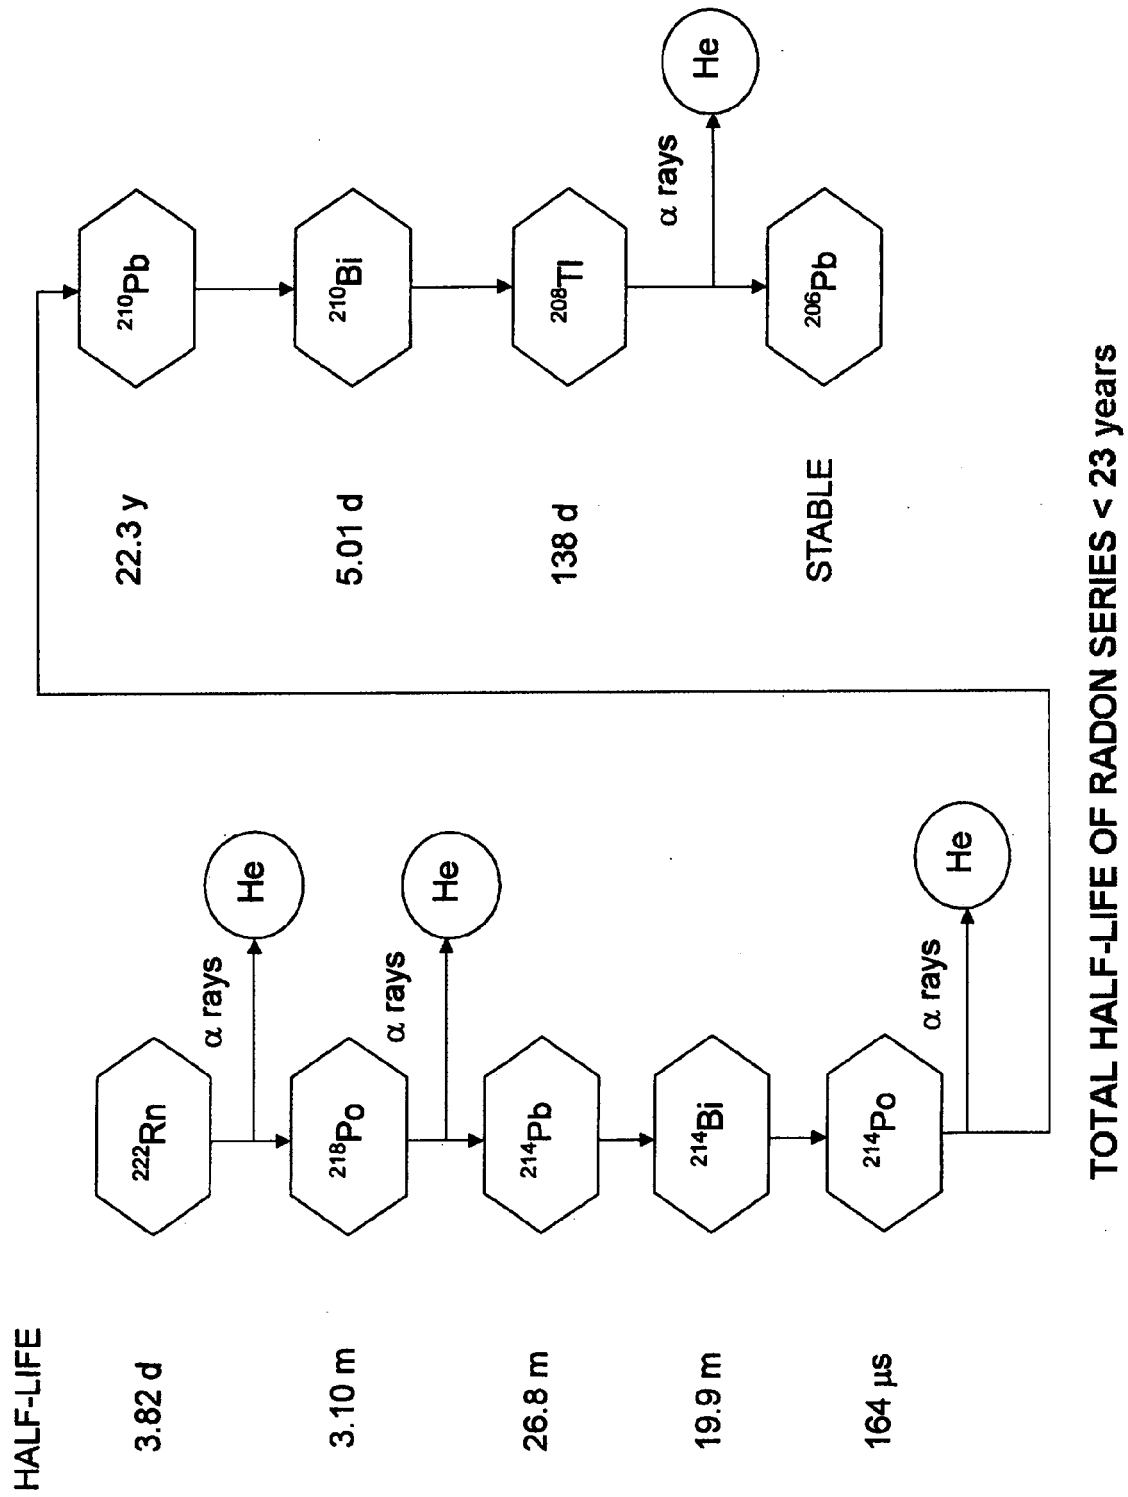 HALF-LIFE
3.82 d
222Rn
α rays
He
3.10 m
218Po
α rays
He
26.8 m
214Pb
19.9 m
214Bi
164 μs
214Po
α rays
He
22.3 y
210Pb
5.01 d
210Bi
138 d
208Tl
α rays
He
STABLE
206Pb
TOTAL HALF-LIFE OF RADON SERIES < 23 years